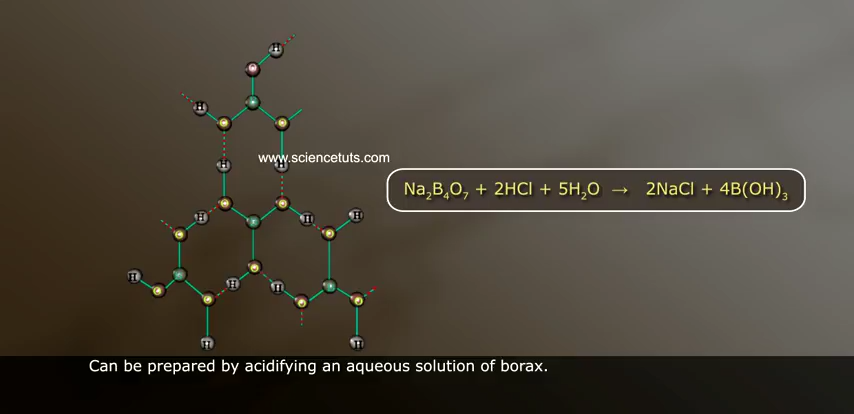 www.sciencetuts.com
Na₂B₄O₇ + 2HCl + 5H₂O → 2NaCl + 4B(OH)₃
Can be prepared by acidifying an aqueous solution of borax.